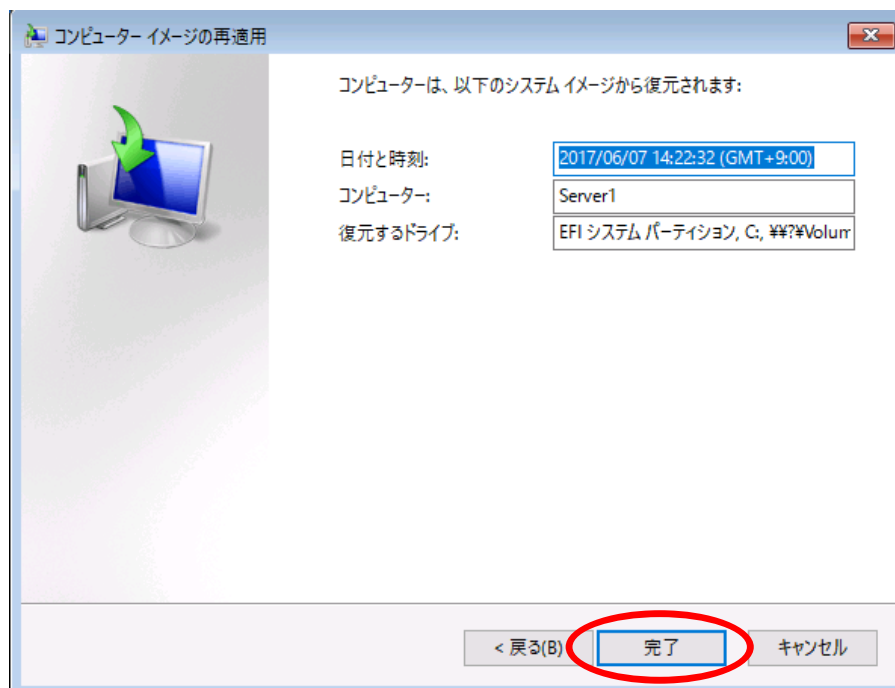 コンピューター イメージの再適用
コンピューターは、以下のシステム イメージから復元されます:
日付と時刻: 2017/06/07 14:22:32 (GMT+9:00)
コンピューター: Server1
復元するドライブ: EFI システム パーティション, C:, ¥¥?¥Volum
< 戻る(B) 完了 キャンセル